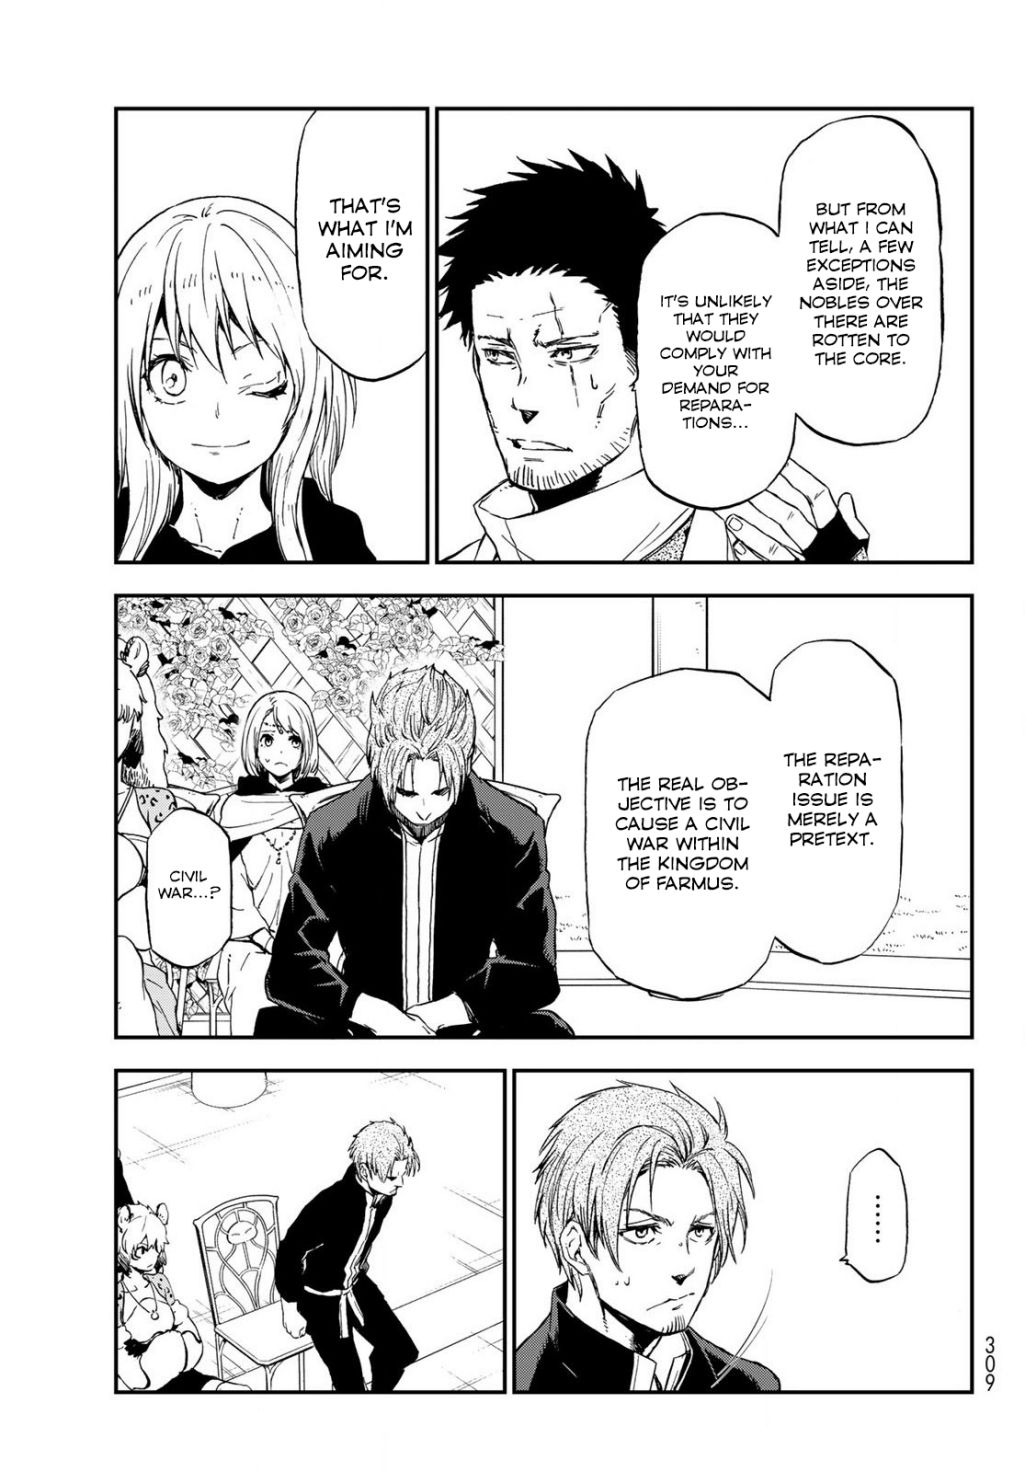 BUT FROM
WHAT I CAN
TELL, A FEW
EXCEPTIONS
ASIDE, THE
NOBLES OVER
THERE ARE
ROTTEN TO
THE CORE.
IT'S UNLIKELY
THAT THEY
WOULD
COMPLY WITH
YOUR
DEMAND FOR
REPARA-
TIONS...
THAT'S
WHAT I'M
AIMING
FOR.
THE REPA-
RATION
ISSUE IS
MERELY A
PRETEXT.
THE REAL OB-
JECTIVE IS TO
CAUSE A CIVIL
WAR WITHIN
THE KINGDOM
OF FARMUS.
CIVIL
WAR...?
......
309